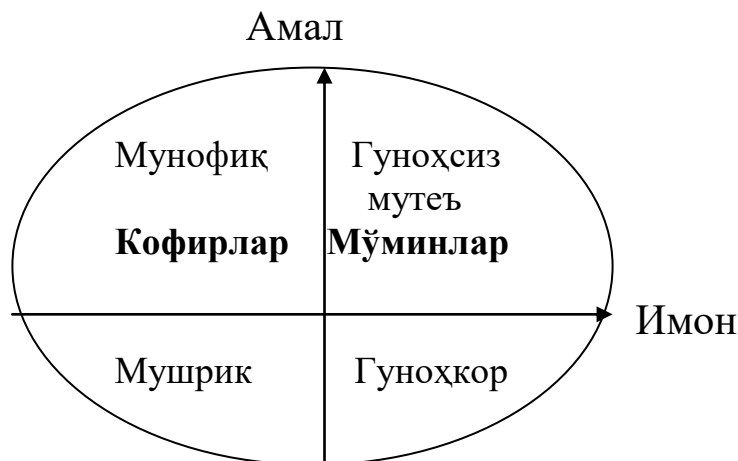 Амал
Мунофиқ Гуноҳсиз
мутеъ
Кофирлар Мўминлар
Имон
Мушрик Гуноҳкор